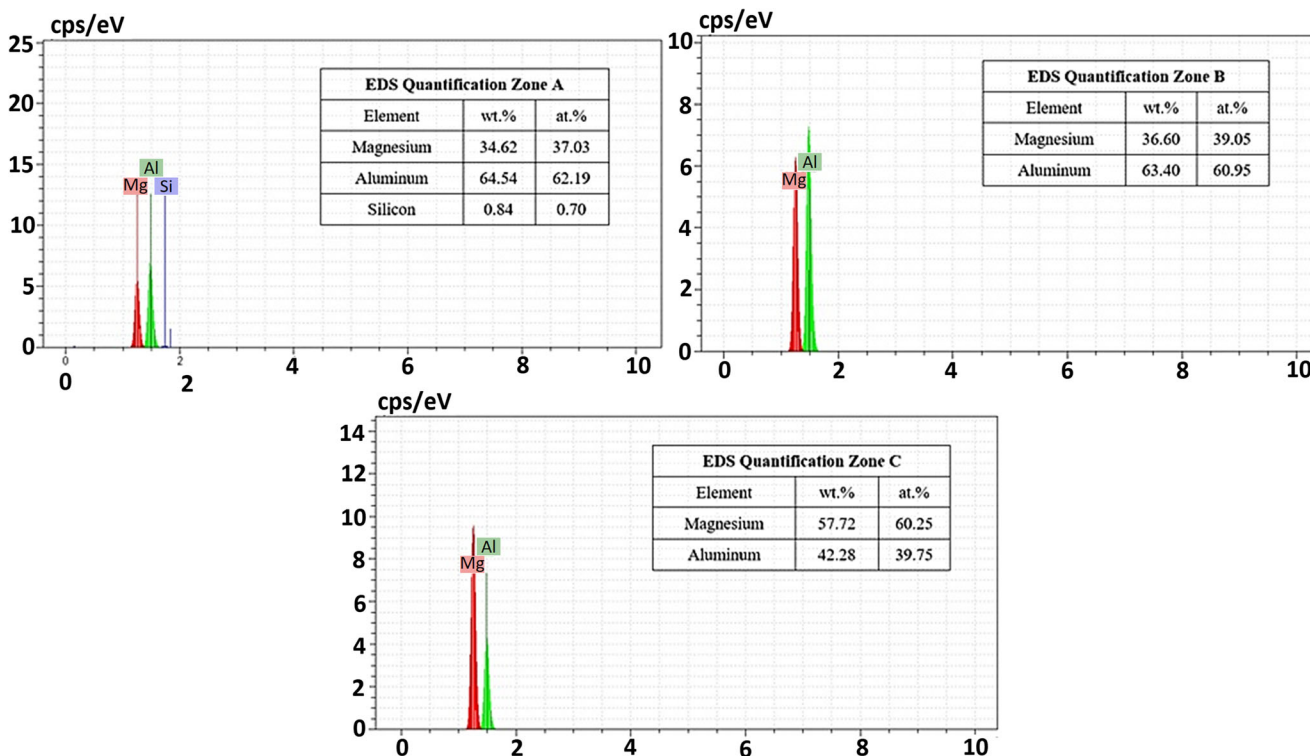 cps/eV
25
20
15
10
5
0
EDS Quantification Zone A
Element wt.% at.%
Magnesium 34.62 37.03
Aluminum 64.54 62.19
Silicon 0.84 0.70
Mg Al Si
0 2
0 2 4 6 8 10
cps/eV
10
8
6
4
2
0
EDS Quantification Zone B
Element wt.% at.%
Magnesium 36.60 39.05
Aluminum 63.40 60.95
Mg Al
0 2 4 6 8 10
cps/eV
14
12
10
8
6
4
2
0
EDS Quantification Zone C
Element wt.% at.%
Magnesium 57.72 60.25
Aluminum 42.28 39.75
Mg Al
0 2 4 6 8 10